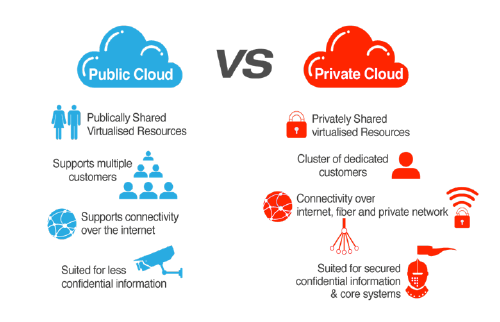 Public Cloud
VS
Private Cloud
Publically Shared
Virtualised Resources
Supports multiple
customers
Supports connectivity
over the internet
Suited for less
confidential information
Privately Shared
virtualised Resources
Cluster of dedicated
customers
Connectivity over
internet, fiber and private network
Suited for secured
confidential information
& core systems